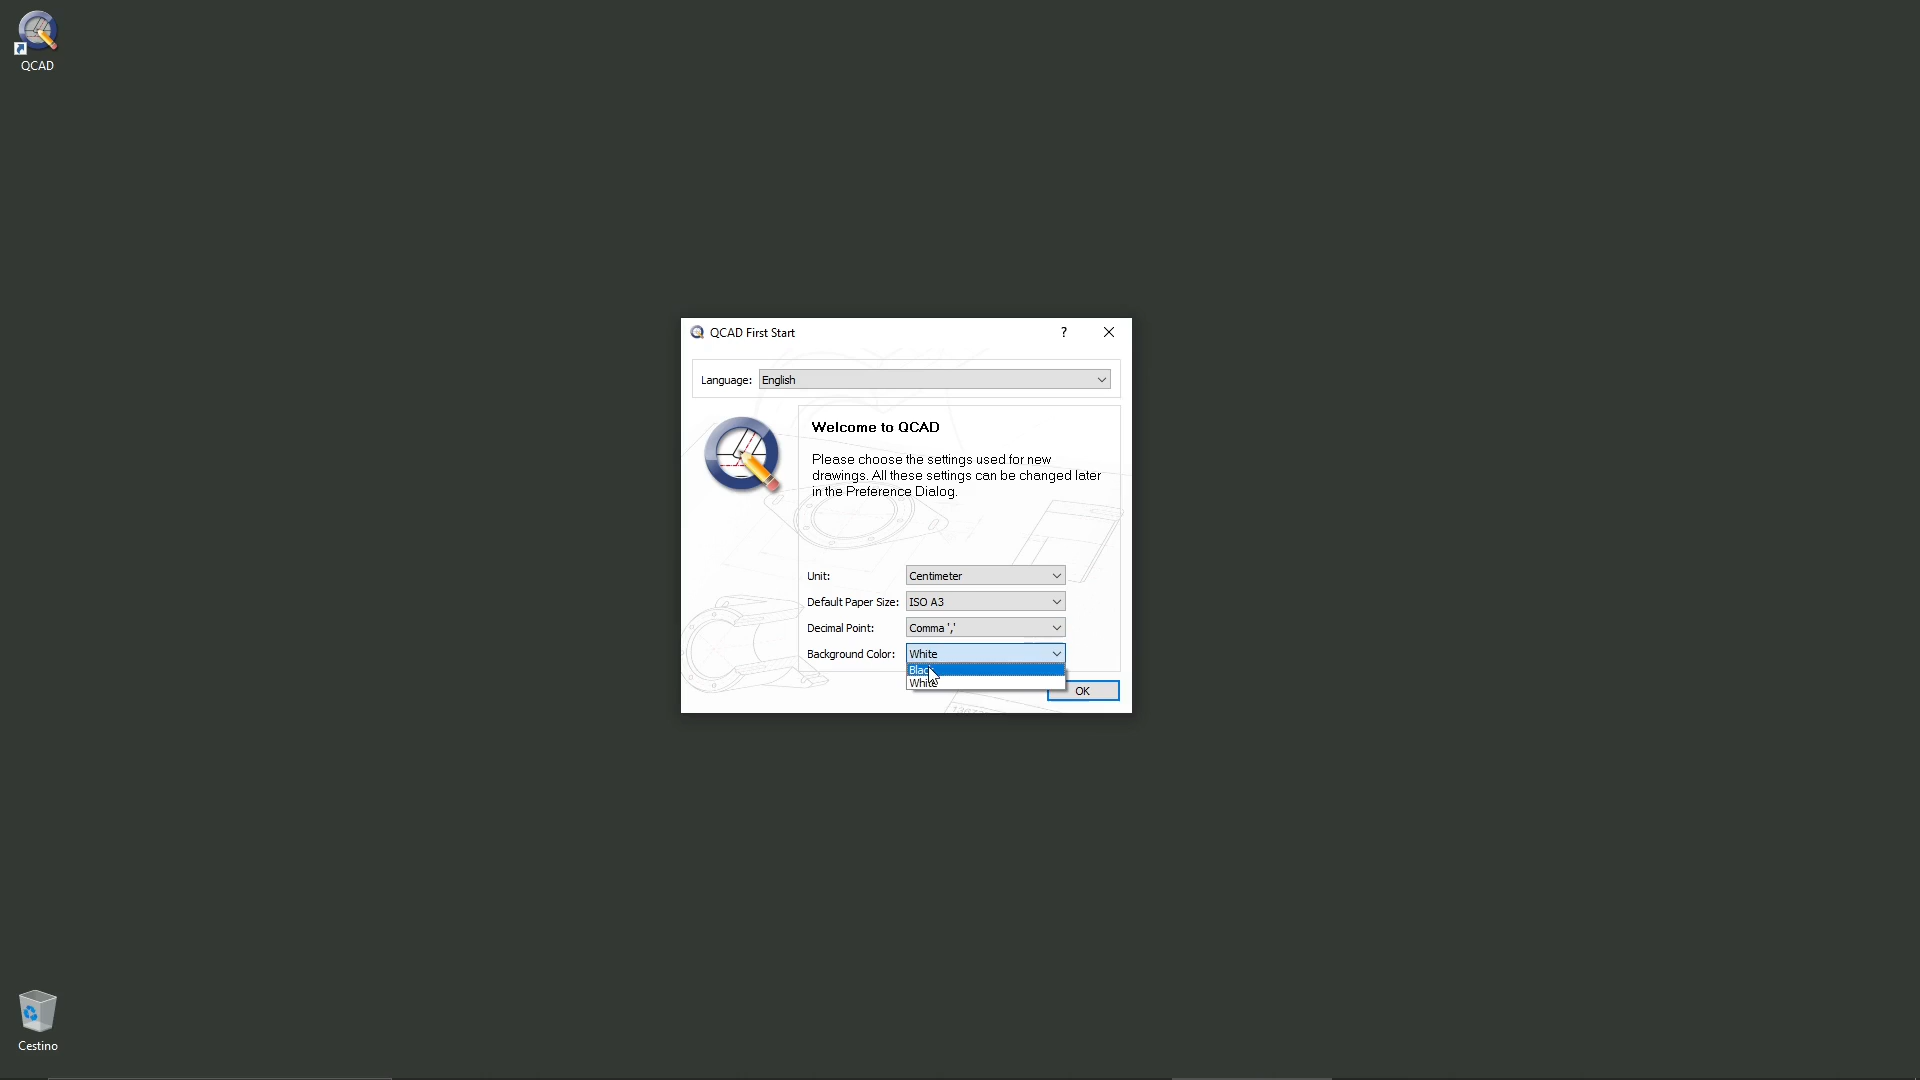 QCAD
QCAD First Start
?
Language: English
Welcome to QCAD
Please choose the settings used for new
drawings. All these settings can be changed later
in the Preference Dialog.
Unit: Centimeter
Default Paper Size: ISO A3
Decimal Point: Comma ','
Background Color: White
Black
White
OK
Cestino